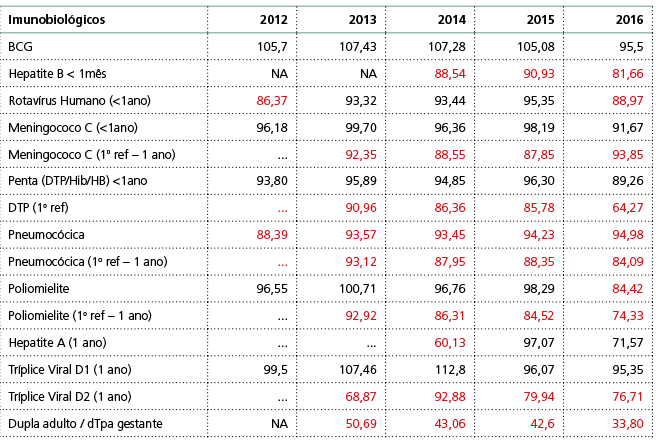 Imunobiológicos 2012 2013 2014 2015 2016
BCG 105,7 107,43 107,28 105,08 95,5
Hepatite B < 1mês NA NA 88,54 90,93 81,66
Rotavírus Humano (<1ano) 86,37 93,32 93,44 95,35 88,97
Meningococo C (<1ano) 96,18 99,70 96,36 98,19 91,67
Meningococo C (1º ref – 1 ano) ... 92,35 88,55 87,85 93,85
Penta (DTP/Hib/HB) <1ano 93,80 95,89 94,85 96,30 89,26
DTP (1º ref) ... 90,96 86,36 85,78 64,27
Pneumocócica 88,39 93,57 93,45 94,23 94,98
Pneumocócica (1º ref – 1 ano) ... 93,12 87,95 88,35 84,09
Poliomielite 96,55 100,71 96,76 98,29 84,42
Poliomielite (1º ref – 1 ano) ... 92,92 86,31 84,52 74,33
Hepatite A (1 ano) ... ... 60,13 97,07 71,57
Tríplice Viral D1 (1 ano) 99,5 107,46 112,8 96,07 95,35
Tríplice Viral D2 (1 ano) ... 68,87 92,88 79,94 76,71
Dupla adulto / dTpa gestante NA 50,69 43,06 42,6 33,80